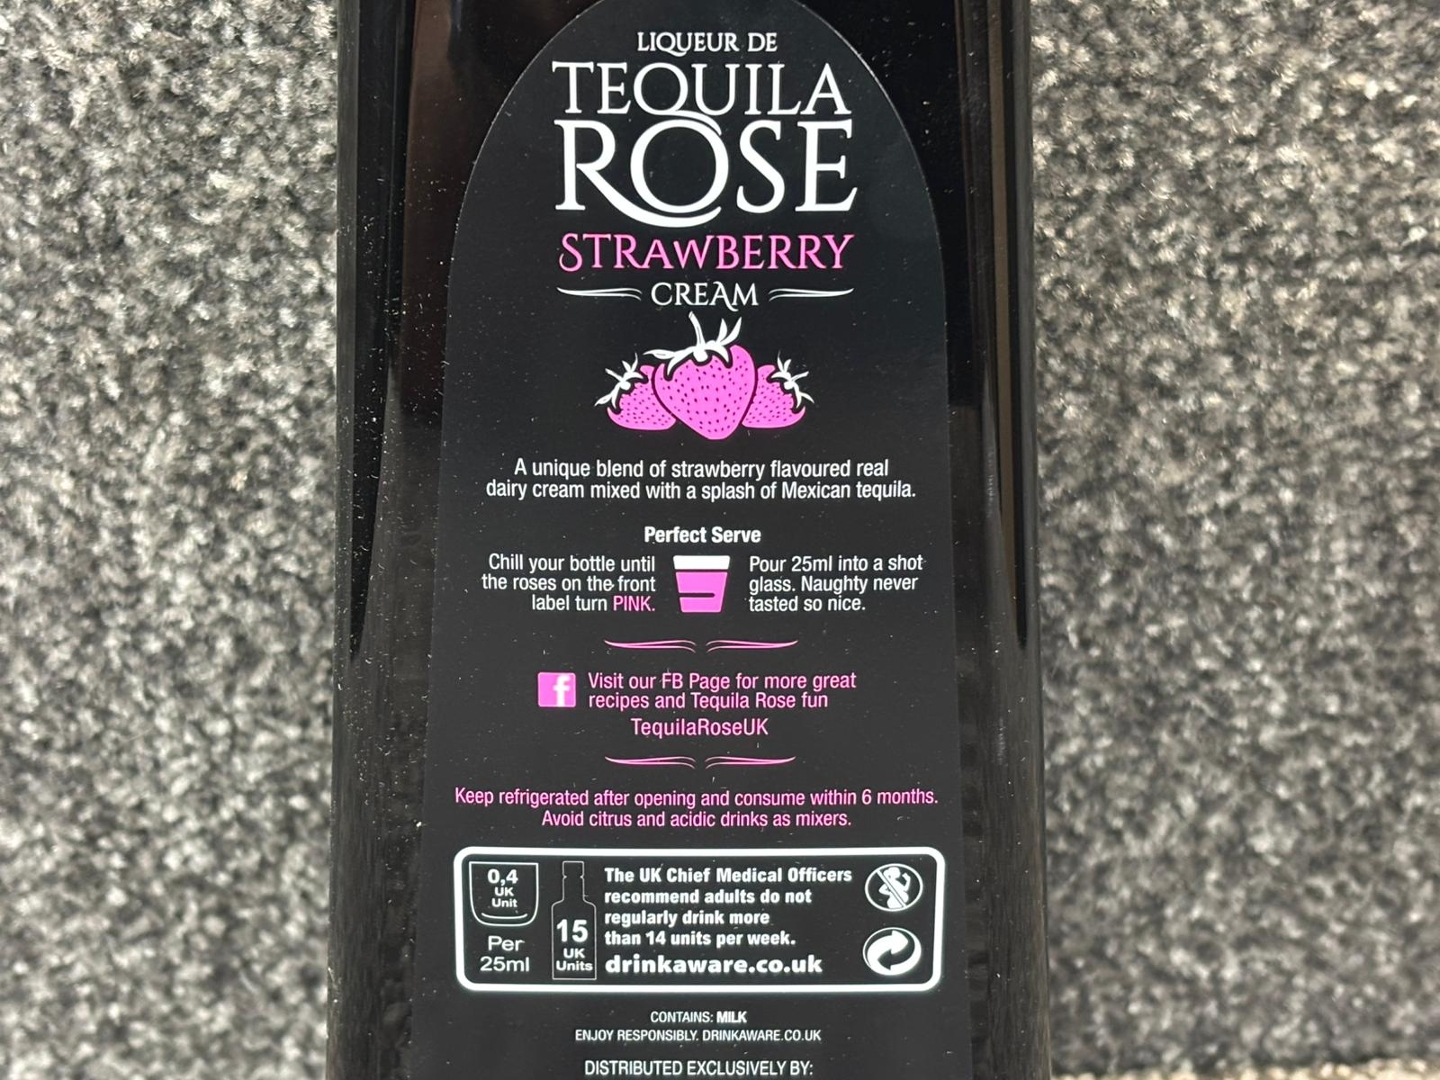 LIQUEUR DE
TEQUILA
ROSE
STRAWBERRY
CREAM
A unique blend of strawberry flavoured real
dairy cream mixed with a splash of Mexican tequila.
Perfect Serve
Chill your bottle until
the roses on the front
label turn PINK.
Pour 25ml into a shot
glass. Naughty never
tasted so nice.
f
Visit our FB Page for more great
recipes and Tequila Rose fun
TequilaRoseUK
Keep refrigerated after opening and consume within 6 months.
Avoid citrus and acidic drinks as mixers.
0,4
UK
Unit
Per
25ml
15
UK
Units
The UK Chief Medical Officers
recommend adults do not
regularly drink more
than 14 units per week.
drinkaware.co.uk
CONTAINS: MILK
ENJOY RESPONSIBLY. DRINKAWARE.CO.UK
DISTRIBUTED EXCLUSIVELY BY: